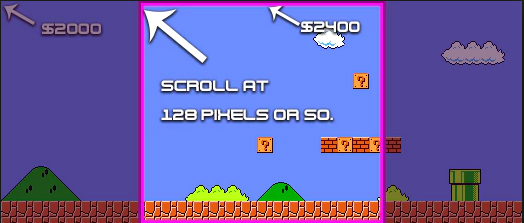 $2000
$2400
SCROLL AT
128 PIXELS OR SO.
?
?
? ?